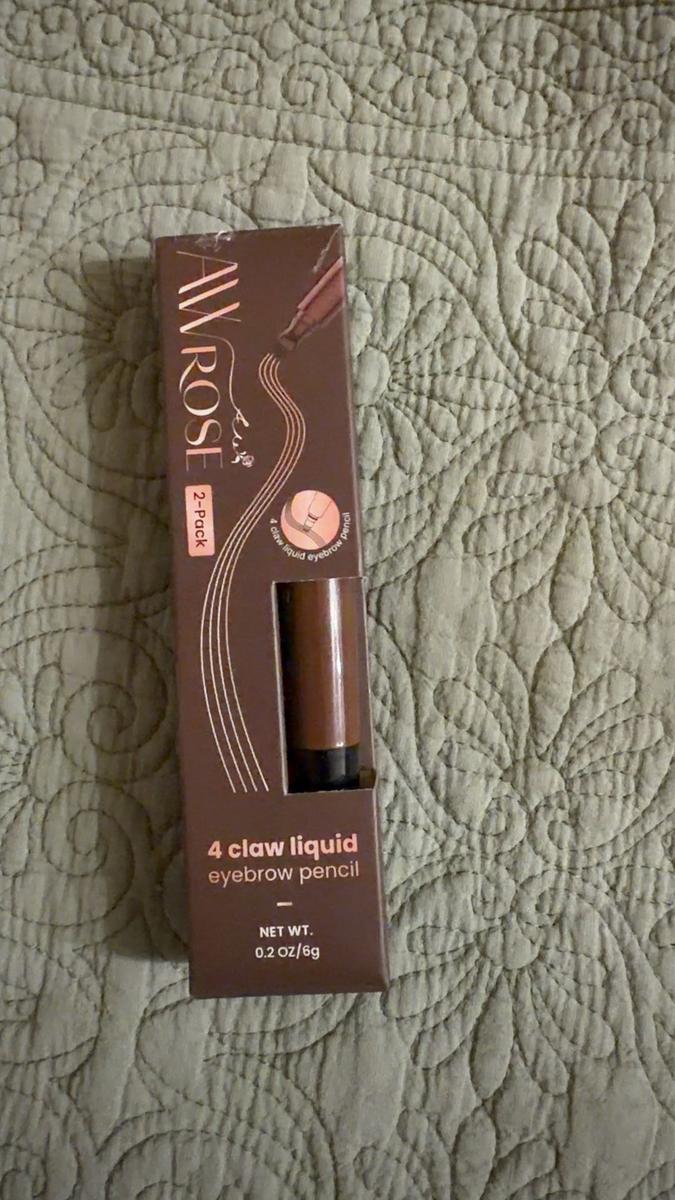 AWROSE
2-Pack
4 claw liquid eyebrow pencil
4 claw liquid
eyebrow pencil
NET WT.
0.2 OZ/6g